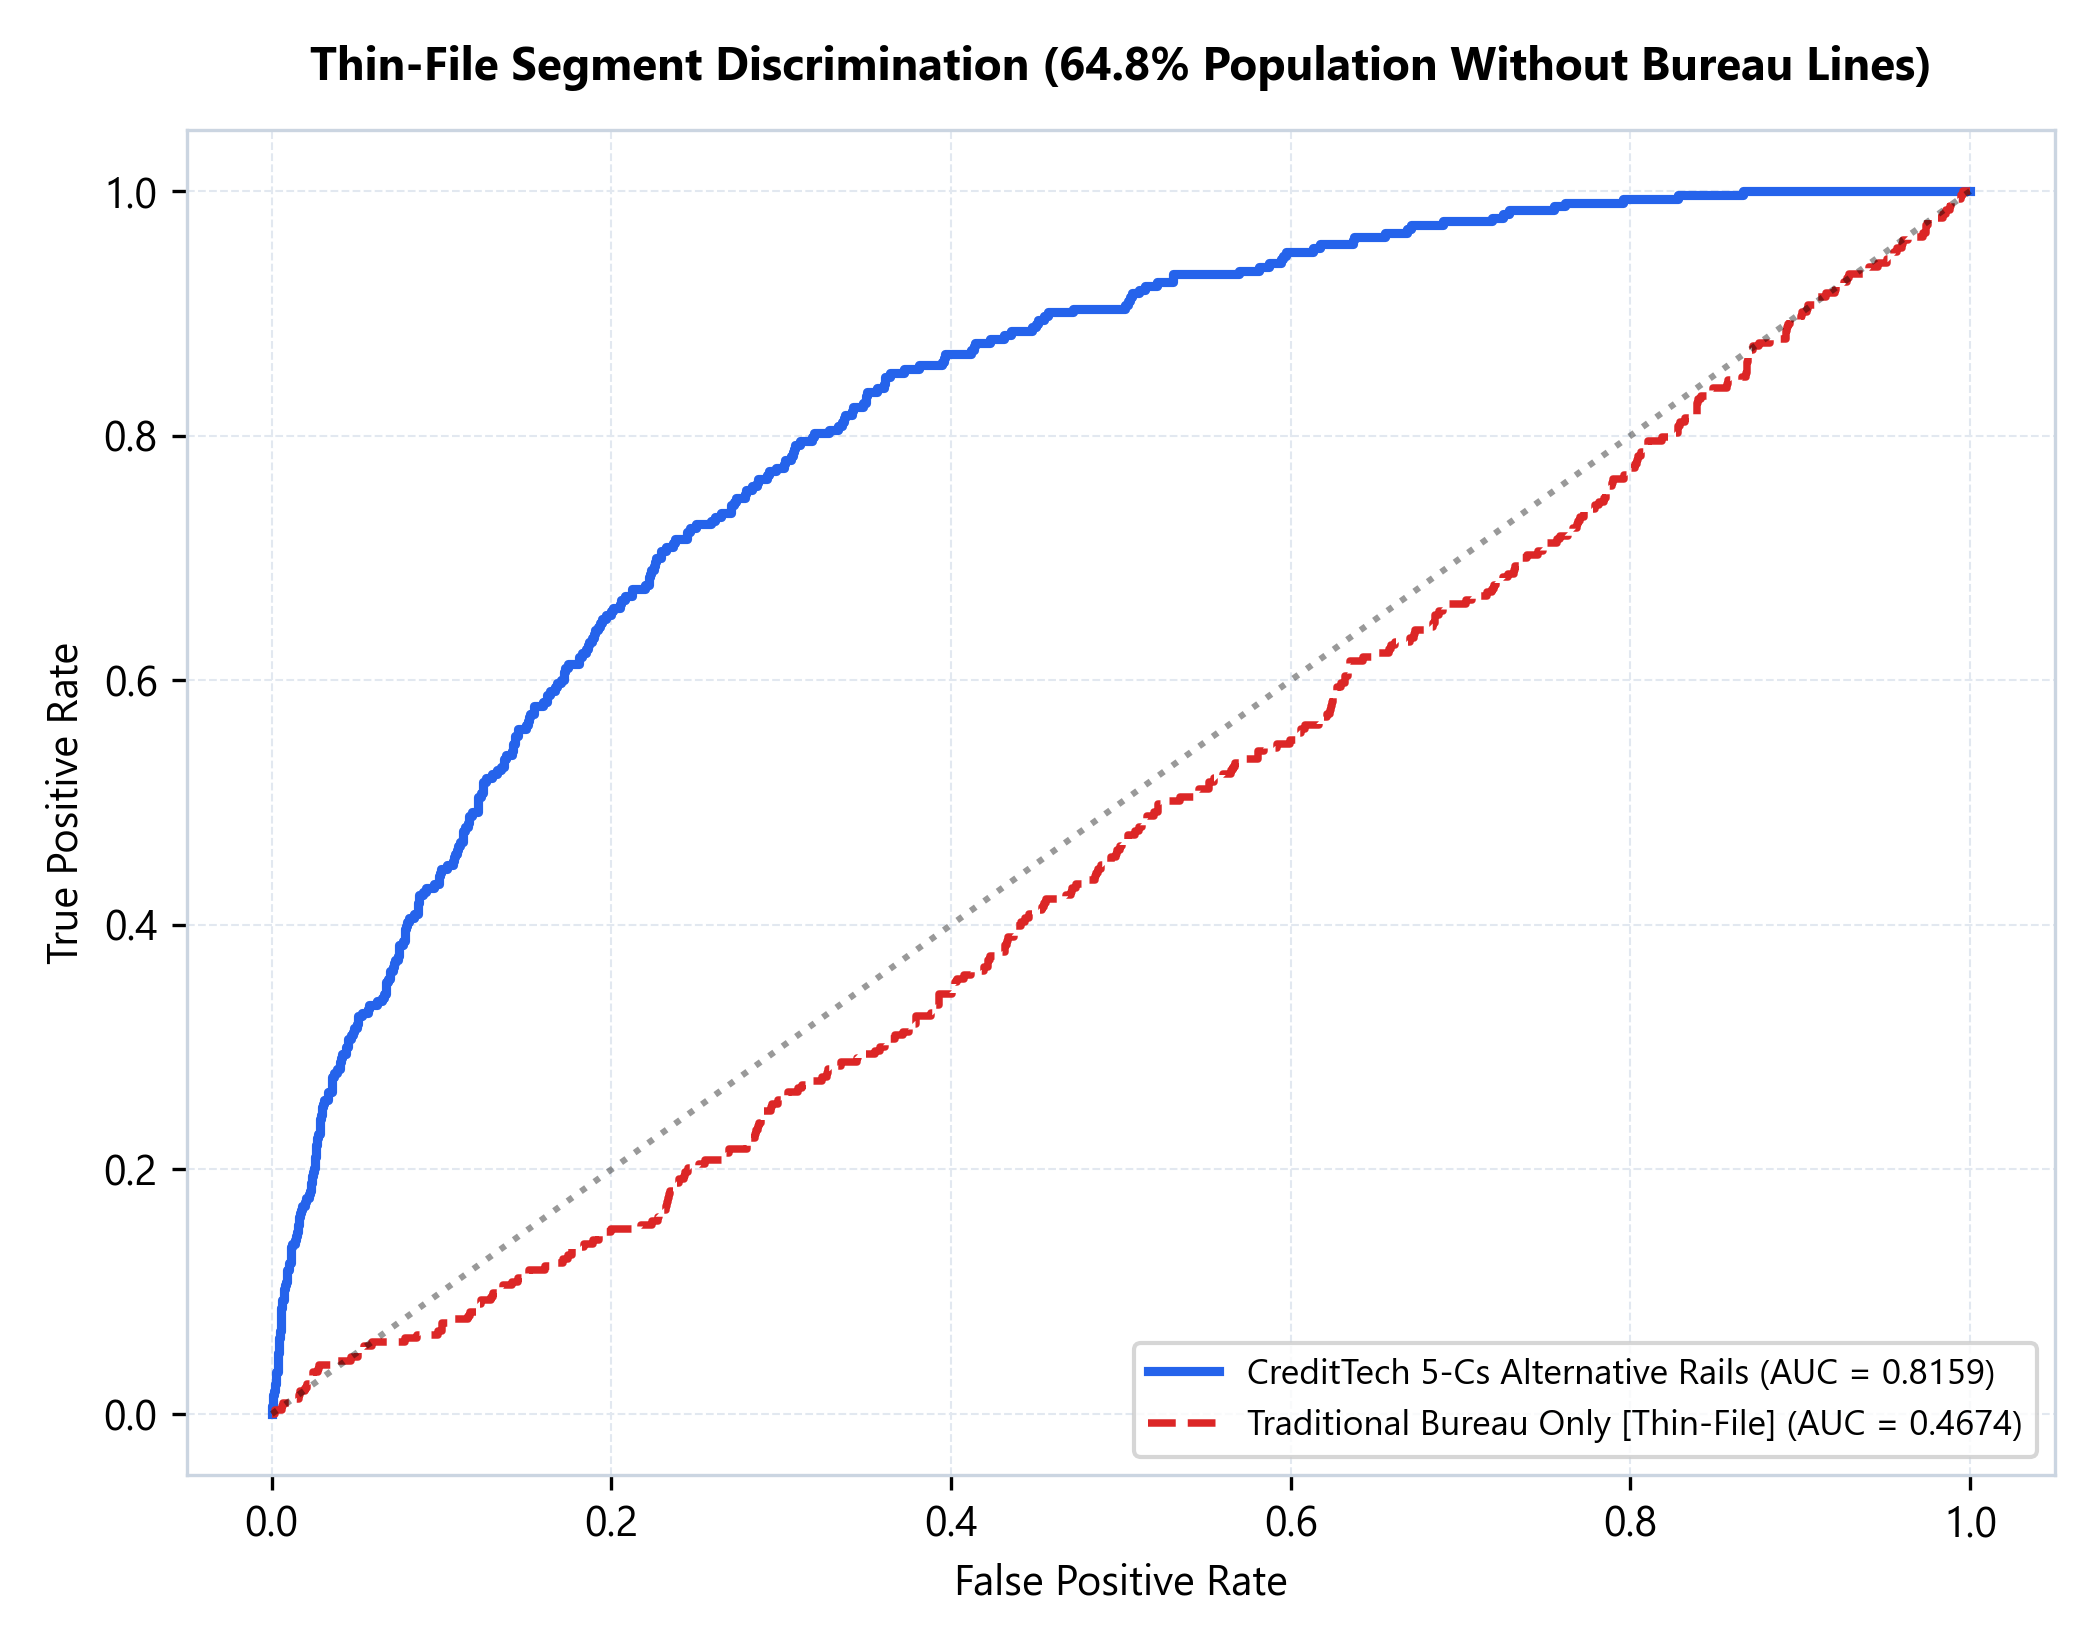 Thin-File Segment Discrimination (64.8% Population Without Bureau Lines)
True Positive Rate
1.0
0.8
0.6
0.4
0.2
0.0
CreditTech 5-Cs Alternative Rails (AUC = 0.8159)
Traditional Bureau Only [Thin-File] (AUC = 0.4674)
0.0 0.2 0.4 0.6 0.8 1.0
False Positive Rate